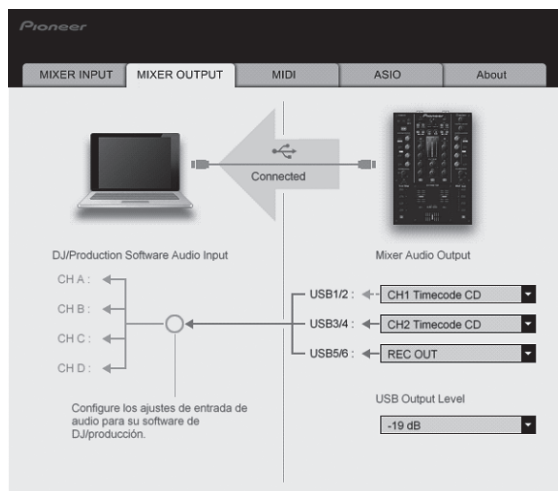 Pioneer
MIXER INPUT MIXER OUTPUT MIDI ASIO About
Connected
DJ/Production Software Audio Input
CH A :
CH B :
CH C :
CH D :
Configure los ajustes de entrada de
audio para su software de
DJ/producción.
Mixer Audio Output
USB1/2 : CH1 Timecode CD
USB3/4 : CH2 Timecode CD
USB5/6 : REC OUT
USB Output Level
-19 dB